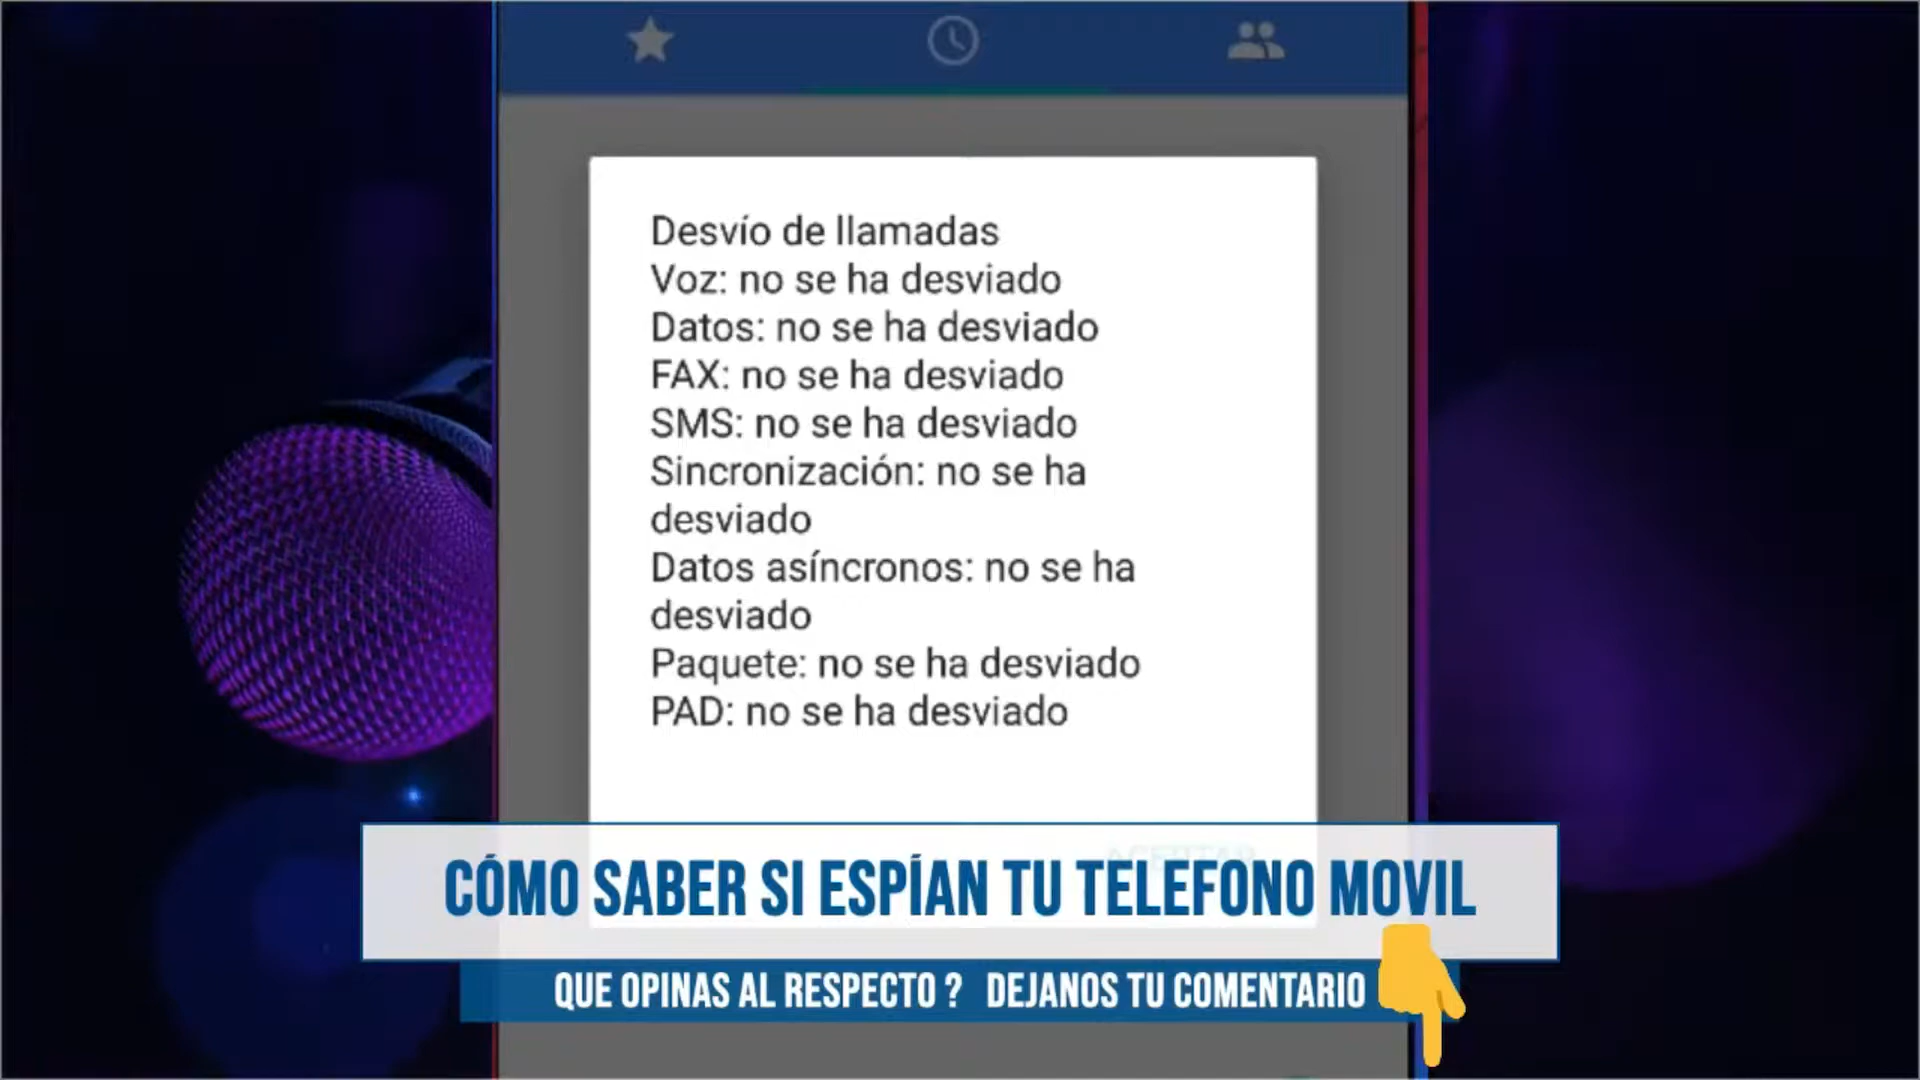 Desvío de llamadas
Voz: no se ha desviado
Datos: no se ha desviado
FAX: no se ha desviado
SMS: no se ha desviado
Sincronización: no se ha
desviado
Datos asíncronos: no se ha
desviado
Paquete: no se ha desviado
PAD: no se ha desviado
ACEPTAR
CÓMO SABER SI ESPÍAN TU TELEFONO MOVIL
QUE OPINAS AL RESPECTO ? DEJANOS TU COMENTARIO